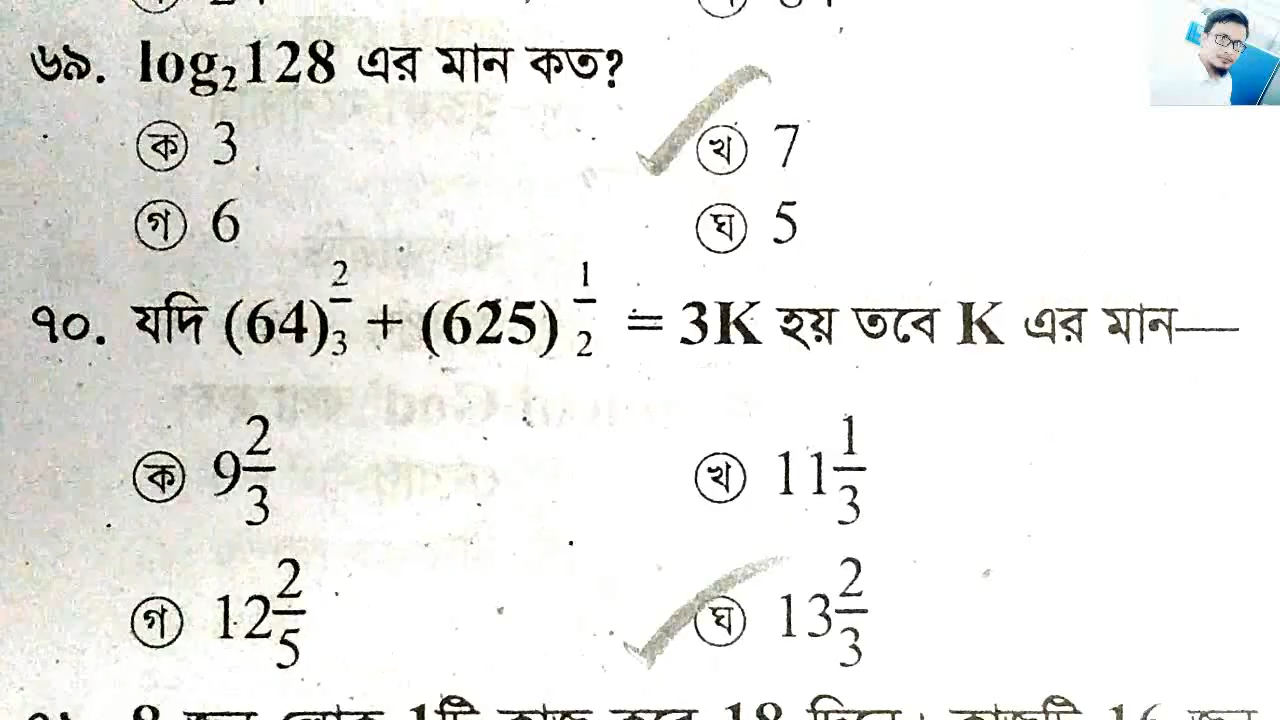 ৬৯. log₂128 এর মান কত?
ক 3
খ 7
গ 6
ঘ 5
৭০. যদি (64)^(2/3) + (625)^(1/2) = 3K হয় তবে K এর মান—
ক 9 2/3
খ 11 1/3
গ 12 2/5
ঘ 13 2/3